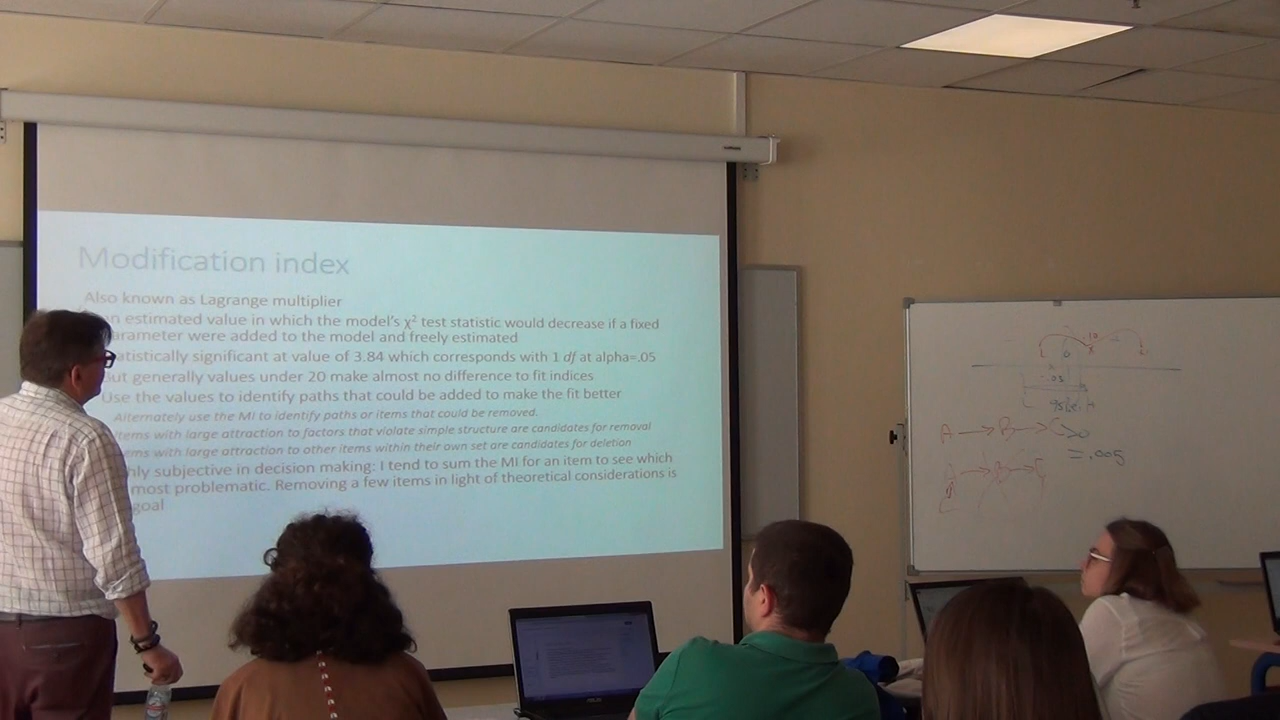 Modification index
Also known as Lagrange multiplier
an estimated value in which the model's χ² test statistic would decrease if a fixed
arameter were added to the model and freely estimated
tatistically significant at value of 3.84 which corresponds with 1 df at alpha=.05
but generally values under 20 make almost no difference to fit indices
Use the values to identify paths that could be added to make the fit better
Alternately use the MI to identify paths or items that could be removed.
Items with large attraction to factors that violate simple structure are candidates for removal
Items with large attraction to other items within their own set are candidates for deletion
hly subjective in decision making: I tend to sum the MI for an item to see which
most problematic. Removing a few items in light of theoretical considerations is
goal
A → B → C > 0
= .005
A → B → C
ASUS